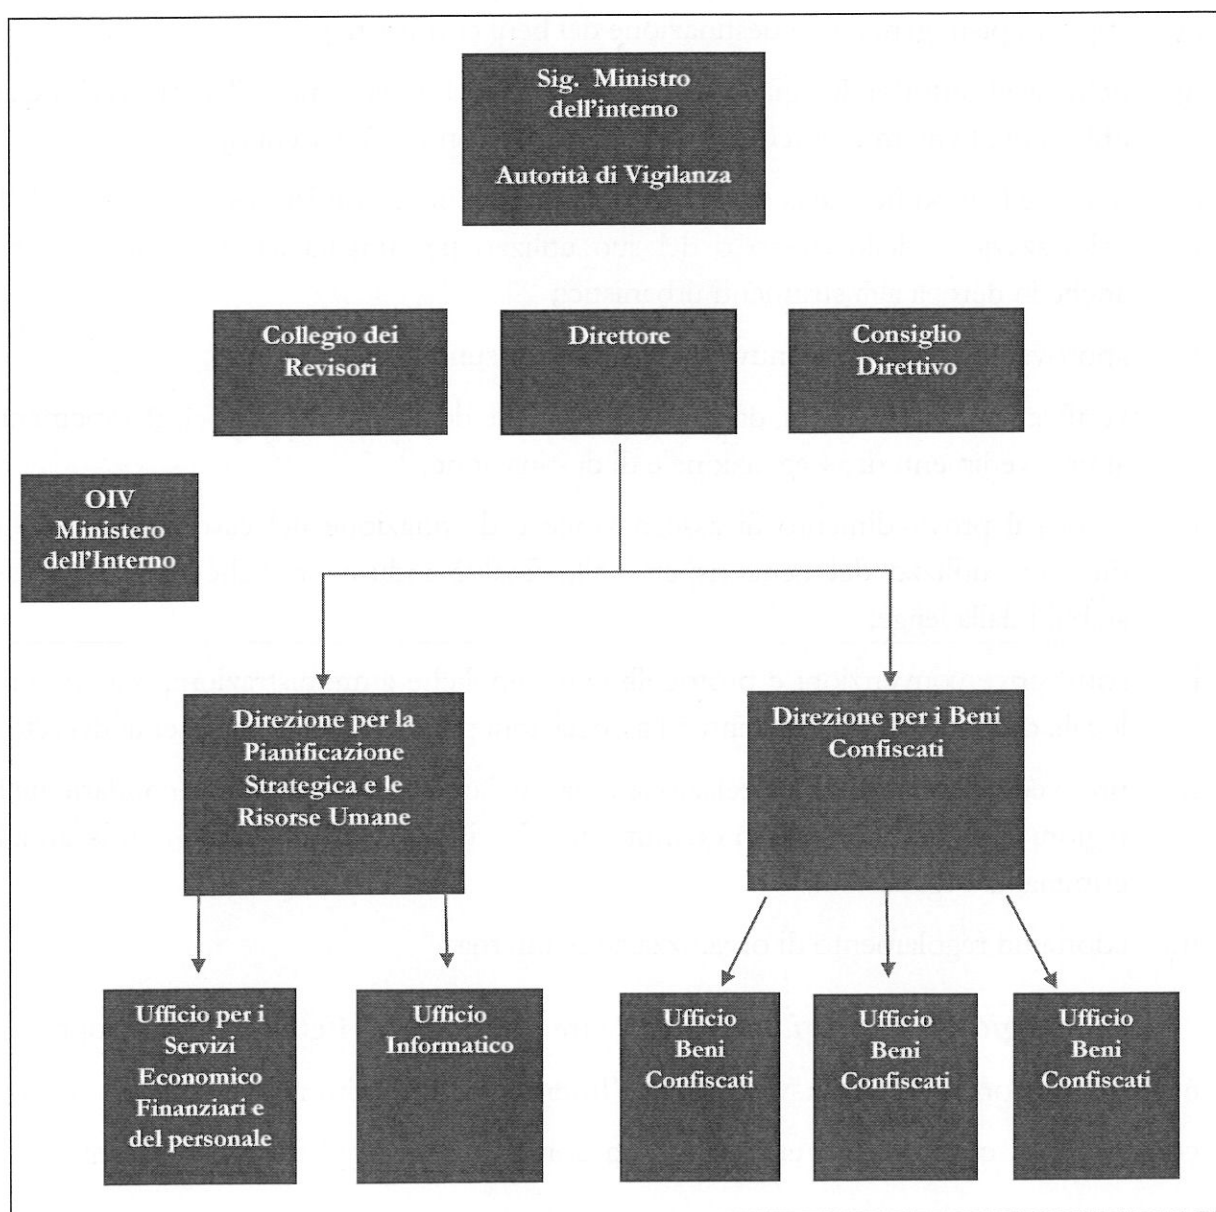 Sig. Ministro
dell'interno
Autorità di Vigilanza
Collegio dei
Revisori
Direttore
Consiglio
Direttivo
OIV
Ministero
dell'Interno
Direzione per la
Pianificazione
Strategica e le
Risorse Umane
Direzione per i Beni
Confiscati
Ufficio per i
Servizi
Economico
Finanziari e
del personale
Ufficio
Informatico
Ufficio
Beni
Confiscati
Ufficio
Beni
Confiscati
Ufficio
Beni
Confiscati